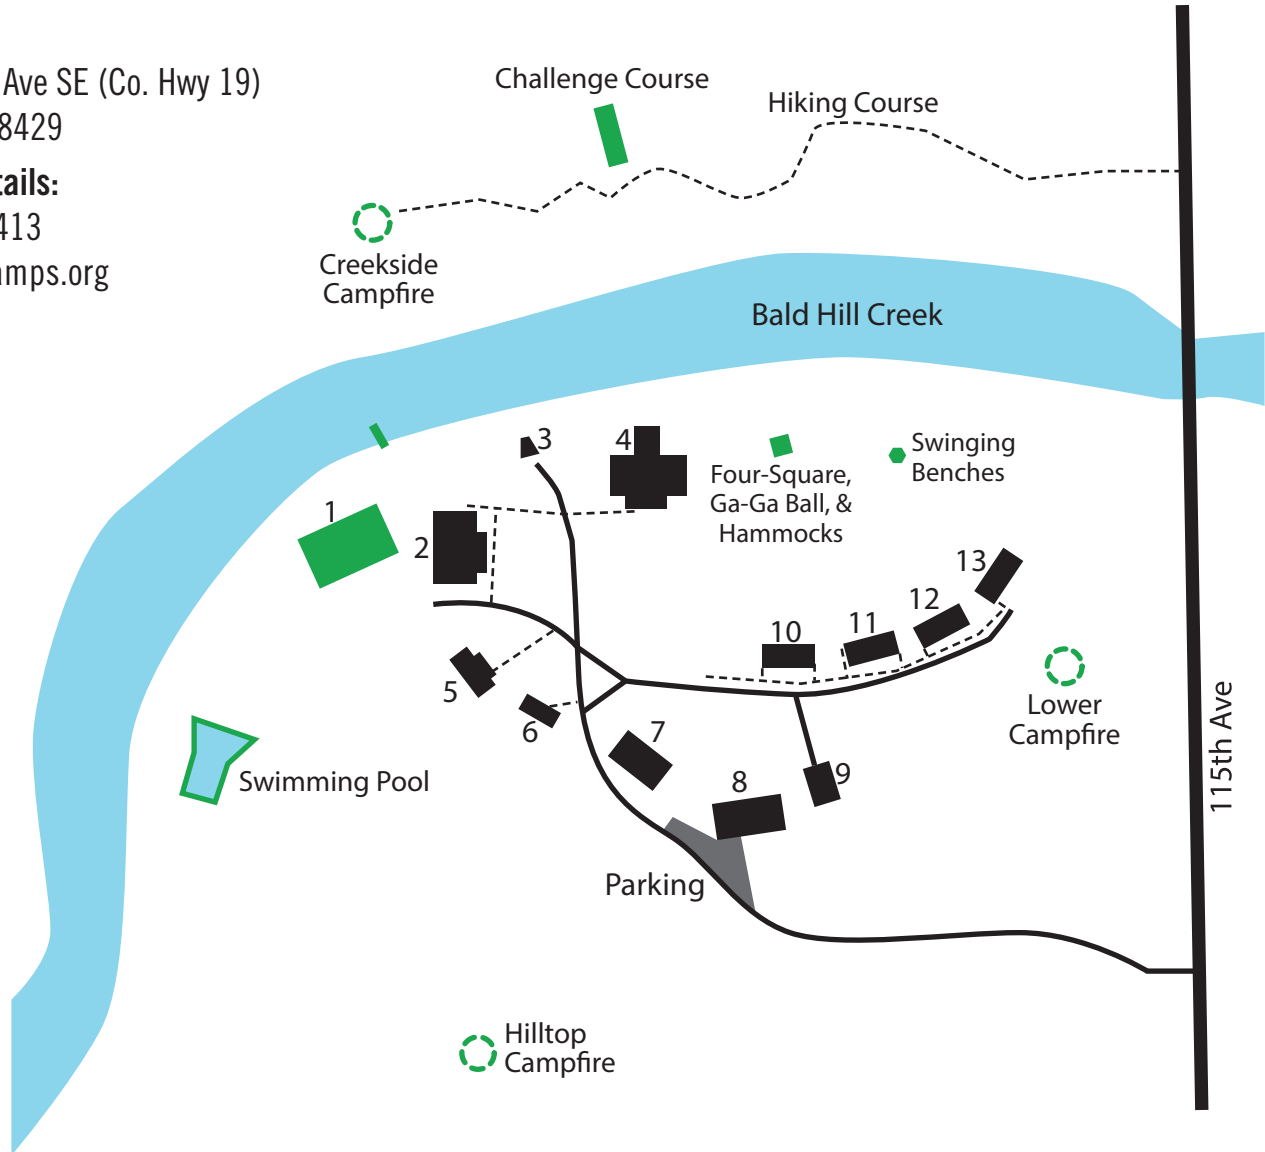 Ave SE (Co. Hwy 19)
8429
tails:
413
amps.org
Challenge Course
Hiking Course
Creekside
Campfire
Bald Hill Creek
1
2
3
4
Four-Square,
Ga-Ga Ball, &
Hammocks
Swinging
Benches
5
6
7
8
9
10
11
12
13
Lower
Campfire
115th Ave
Swimming Pool
Parking
Hilltop
Campfire